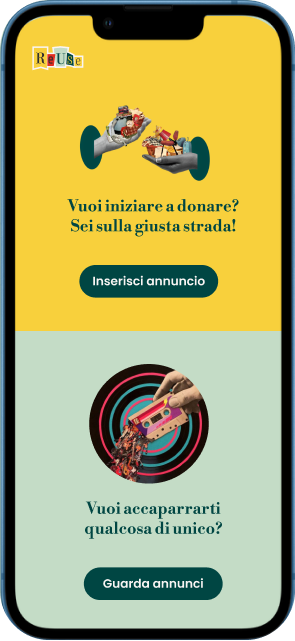 ReUse
Vuoi iniziare a donare?
Sei sulla giusta strada!
Inserisci annuncio
Vuoi accaparrarti
qualcosa di unico?
Guarda annunci